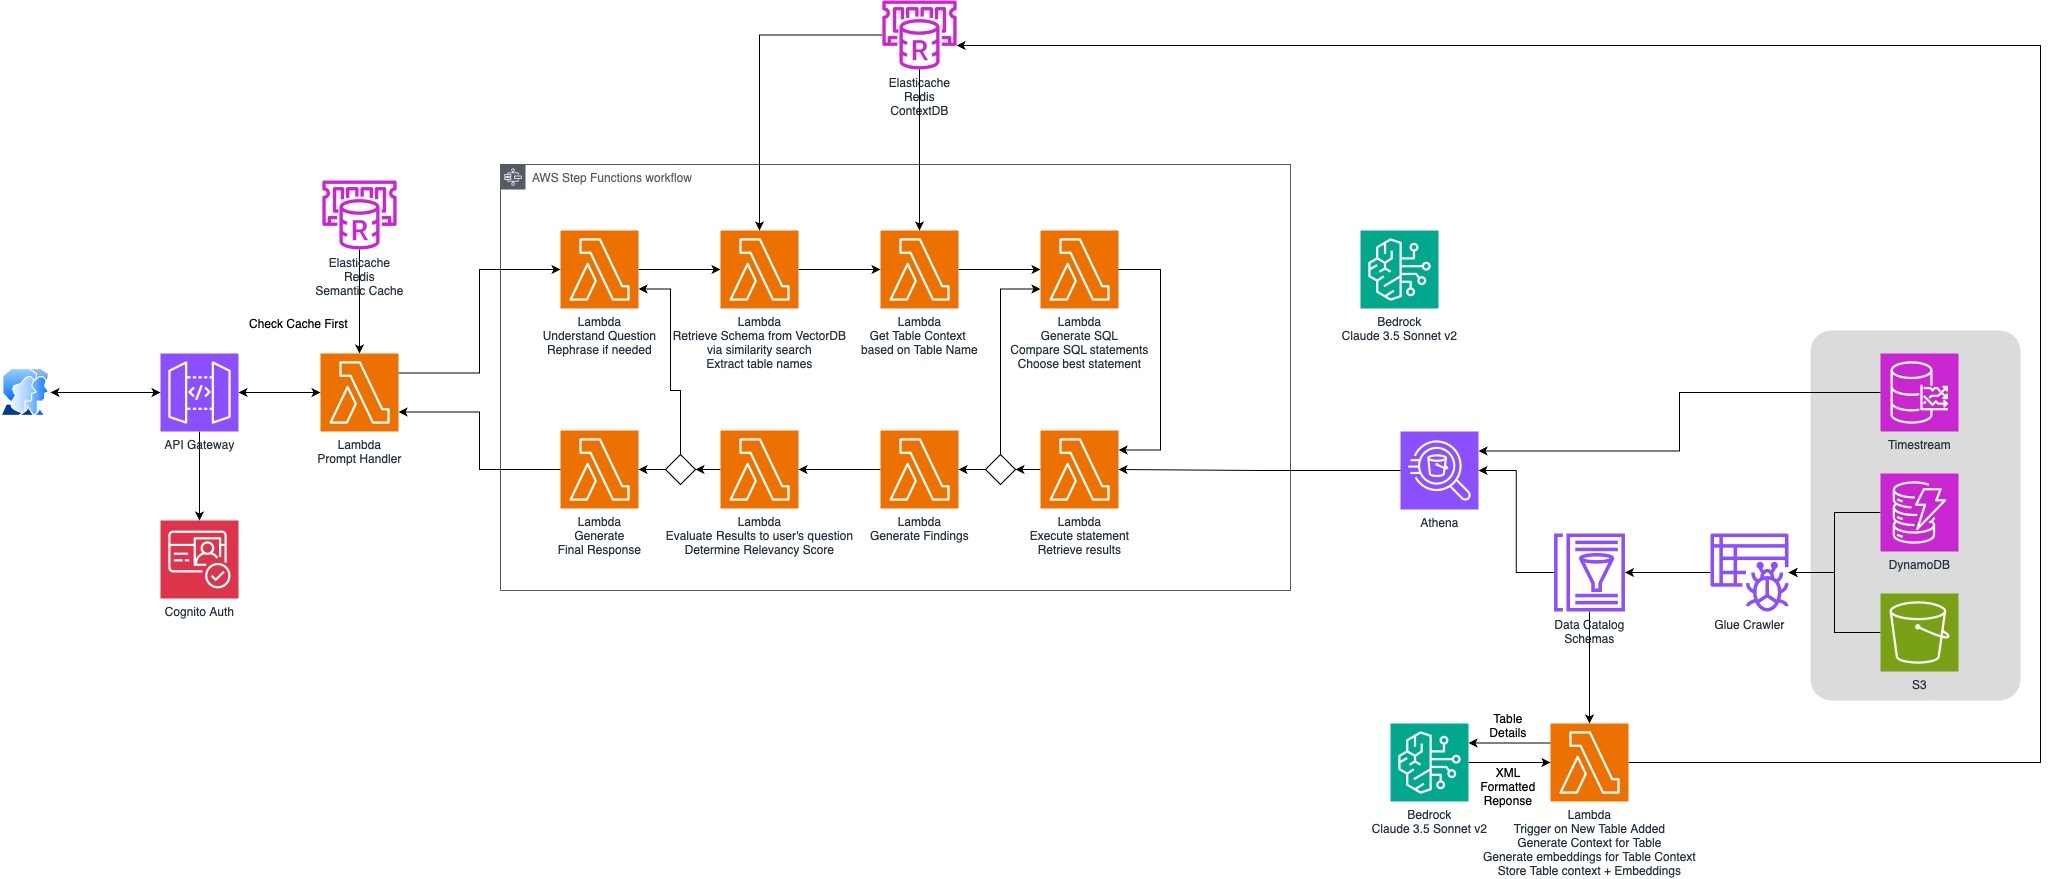 Elasticache
Redis
ContextDB
AWS Step Functions workflow
R
R
Elasticache
Redis
Semantic Cache
Check Cache First
Lambda
Understand Question
Rephrase if needed
Lambda
Retrieve Schema from VectorDB
via similarity search
Extract table names
Lambda
Get Table Context
based on Table Name
Lambda
Generate SQL
Compare SQL statements
Choose best statement
Bedrock
Claude 3.5 Sonnet v2
</>
API Gateway
Lambda
Prompt Handler
Cognito Auth
Lambda
Generate
Final Response
Lambda
Evaluate Results to user's question
Determine Relevancy Score
Lambda
Generate Findings
Lambda
Execute statement
Retrieve results
Athena
Timestream
DynamoDB
S3
Data Catalog
Schemas
Glue Crawler
Table
Details
XML
Formatted
Reponse
Bedrock
Claude 3.5 Sonnet v2
Lambda
Trigger on New Table Added
Generate Context for Table
Generate embeddings for Table Context
Store Table context + Embeddings